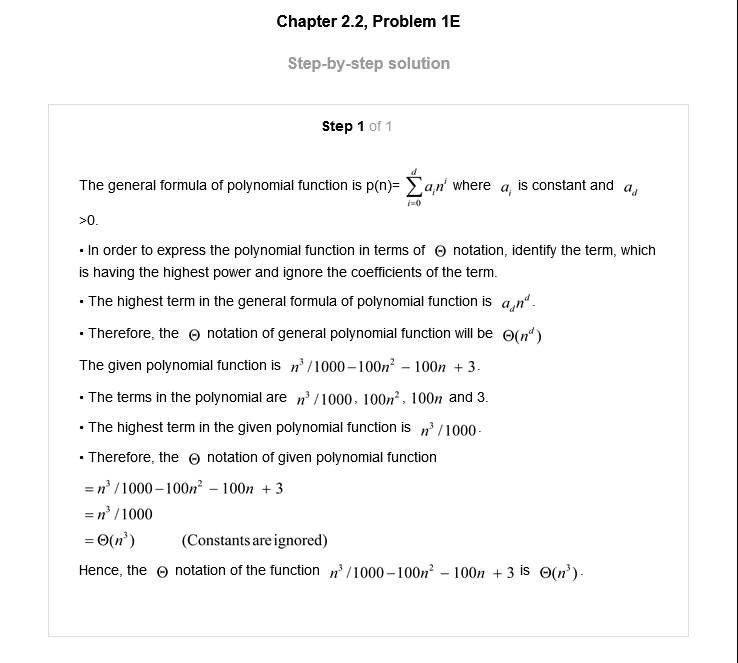 Chapter 2.2, Problem 1E
Step-by-step solution
Step 1 of 1
The general formula of polynomial function is p(n)= $\sum_{i=0}^{d} a_i n^i$ where $a_i$ is constant and $a_d$
>0.
• In order to express the polynomial function in terms of Θ notation, identify the term, which
is having the highest power and ignore the coefficients of the term.
• The highest term in the general formula of polynomial function is $a_d n^d$.
• Therefore, the Θ notation of general polynomial function will be $Θ(n^d)$
The given polynomial function is $n^3/1000-100n^2-100n+3$.
• The terms in the polynomial are $n^3/1000$, $100n^2$, $100n$ and 3.
• The highest term in the given polynomial function is $n^3/1000$.
• Therefore, the Θ notation of given polynomial function
$= n^3/1000-100n^2-100n+3$
$= n^3/1000$
$= Θ(n^3)$ (Constants are ignored)
Hence, the Θ notation of the function $n^3/1000-100n^2-100n+3$ is $Θ(n^3)$.